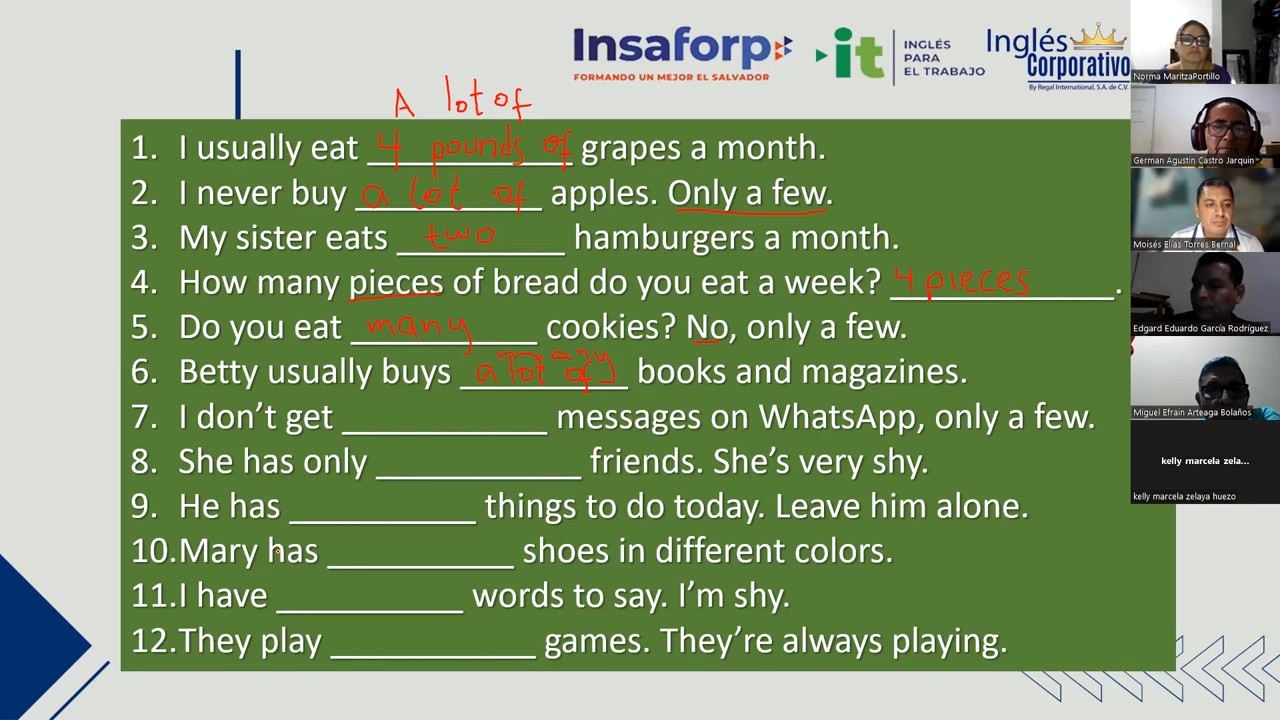 Insaforp
FORMANDO UN MEJOR EL SALVADOR
it
INGLÉS
PARA
EL TRABAJO
Inglés
Corporativo
By Regal International, S.A. de C.V.
A lot of
1. I usually eat 4 pounds of grapes a month.
2. I never buy a lot of apples. Only a few.
3. My sister eats two hamburgers a month.
4. How many pieces of bread do you eat a week? 4 pieces.
5. Do you eat many cookies? No, only a few.
many
6. Betty usually buys a lot of books and magazines.
7. I don't get ___________ messages on WhatsApp, only a few.
8. She has only ___________ friends. She's very shy.
9. He has __________ things to do today. Leave him alone.
10. Mary has __________ shoes in different colors.
11. I have __________ words to say. I'm shy.
12. They play ___________ games. They're always playing.
Norma MaritzaPortillo
German Agustin Castro Jarquin
Moisés Elias Torres Bernal
Edgard Eduardo García Rodríguez
Miguel Efrain Arteaga Bolaños
kelly marcela zela...
kelly marcela zelaya huezo